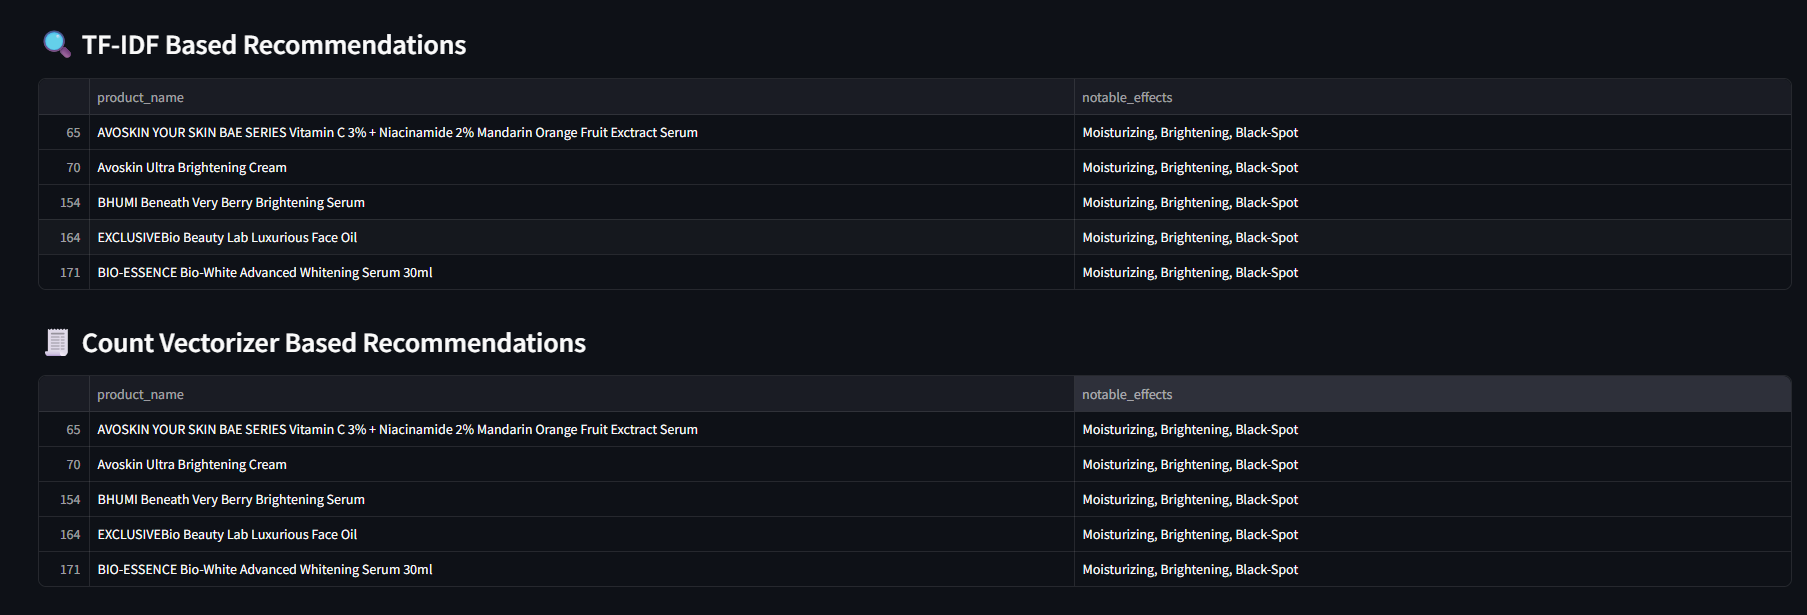 TF-IDF Based Recommendations
product_name notable_effects
65 AVOSKIN YOUR SKIN BAE SERIES Vitamin C 3% + Niacinamide 2% Mandarin Orange Fruit Exctract Serum Moisturizing, Brightening, Black-Spot
70 Avoskin Ultra Brightening Cream Moisturizing, Brightening, Black-Spot
154 BHUMI Beneath Very Berry Brightening Serum Moisturizing, Brightening, Black-Spot
164 EXCLUSIVEBio Beauty Lab Luxurious Face Oil Moisturizing, Brightening, Black-Spot
171 BIO-ESSENCE Bio-White Advanced Whitening Serum 30ml Moisturizing, Brightening, Black-Spot
Count Vectorizer Based Recommendations
product_name notable_effects
65 AVOSKIN YOUR SKIN BAE SERIES Vitamin C 3% + Niacinamide 2% Mandarin Orange Fruit Exctract Serum Moisturizing, Brightening, Black-Spot
70 Avoskin Ultra Brightening Cream Moisturizing, Brightening, Black-Spot
154 BHUMI Beneath Very Berry Brightening Serum Moisturizing, Brightening, Black-Spot
164 EXCLUSIVEBio Beauty Lab Luxurious Face Oil Moisturizing, Brightening, Black-Spot
171 BIO-ESSENCE Bio-White Advanced Whitening Serum 30ml Moisturizing, Brightening, Black-Spot